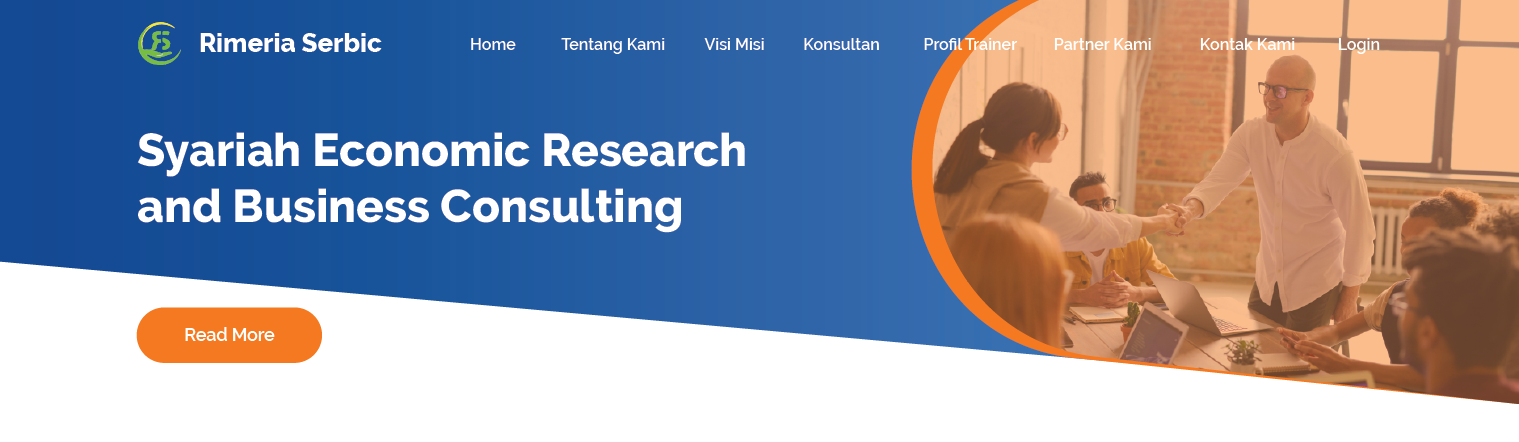 Rimeria Serbic
Home Tentang Kami Visi Misi Konsultan Profil Trainer Partner Kami Kontak Kami Login
Syariah Economic Research
and Business Consulting
Read More